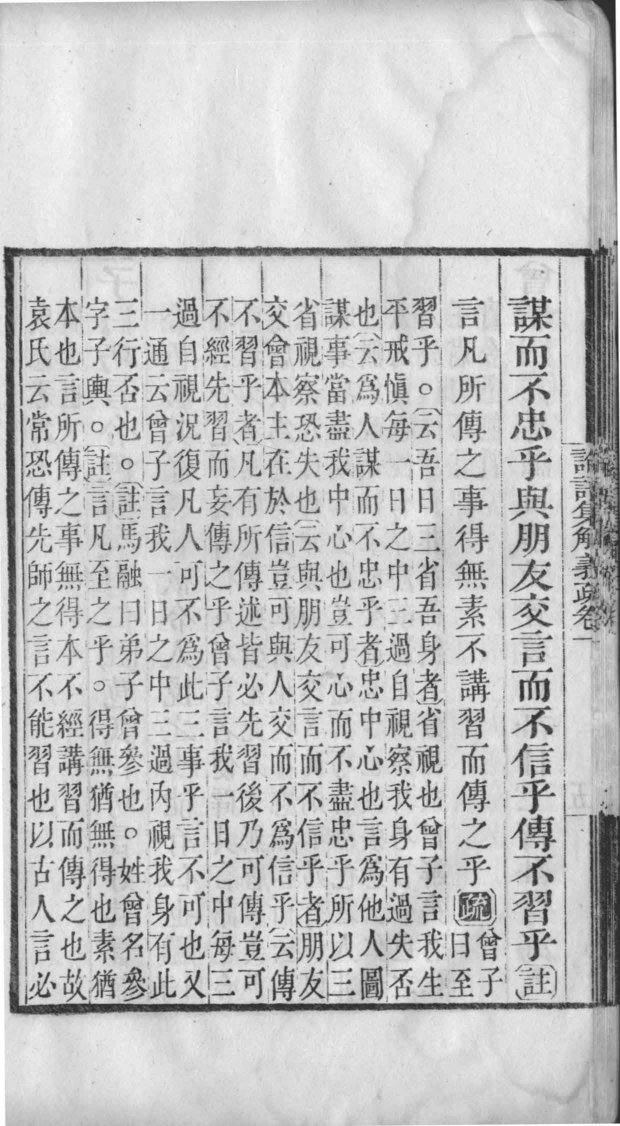 論語集解義疏卷一
謀而不忠乎與朋友交言而不信乎傳不習乎註
言凡所傳之事得無素不講習而傳之乎疏曾子曰至
習乎。云吾日三省吾身者省視也曾子言我生
平戒慎每一日之中三過自視察我身有過失否
也云爲人謀而不忠乎者忠中心也言爲他人圖
謀事當盡我中心也豈可心而不盡忠乎所以三
省視察恐失也云與朋友交言而不信乎者朋友
交會本主在於信豈可與人交而不爲信乎云傳
不習乎者凡有所傳述皆必先習後乃可傳豈可
不經先習而妄傳之乎曾子言我一日之中每三
過自視況復凡人可不爲此三事乎言不可也又
一通云曾子言我一日之中三過內視我身有此
三行否也。註馬融曰弟子曾參也。姓曾名參
字子輿。註言凡至之乎。得無猶無得也素猶
本也言所傳之事無得本不經講習而傳之也故
袁氏云常恐傳先師之言不能習也以古人言必